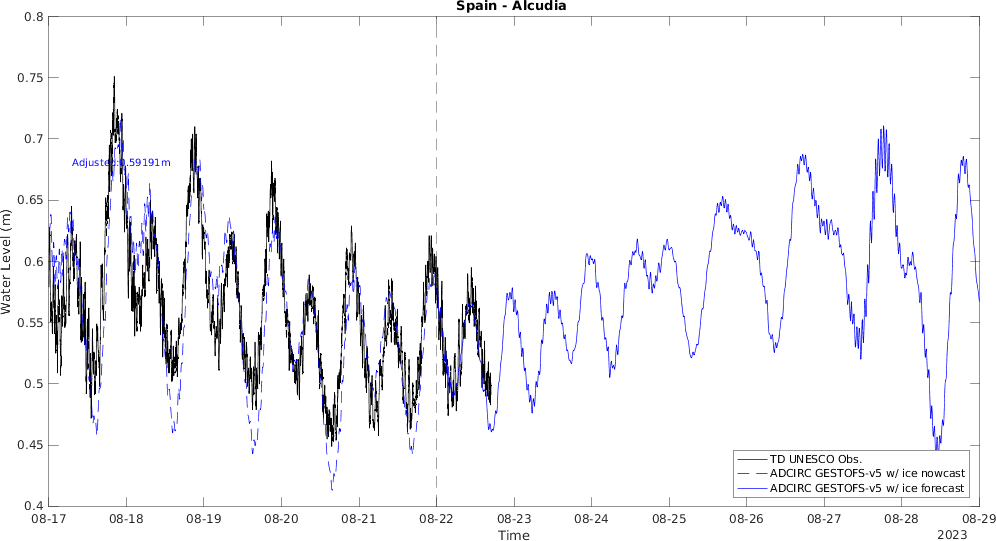 Spain - Alcudia
0.8
0.75
0.7
0.65
0.6
0.55
0.5
0.45
0.4
Water Level (m)
Adjusted:0.59191m
TD UNESCO Obs.
ADCIRC GESTOFS-v5 w/ ice nowcast
ADCIRC GESTOFS-v5 w/ ice forecast
08-17 08-18 08-19 08-20 08-21 08-22 08-23 08-24 08-25 08-26 08-27 08-28 08-29
Time
2023